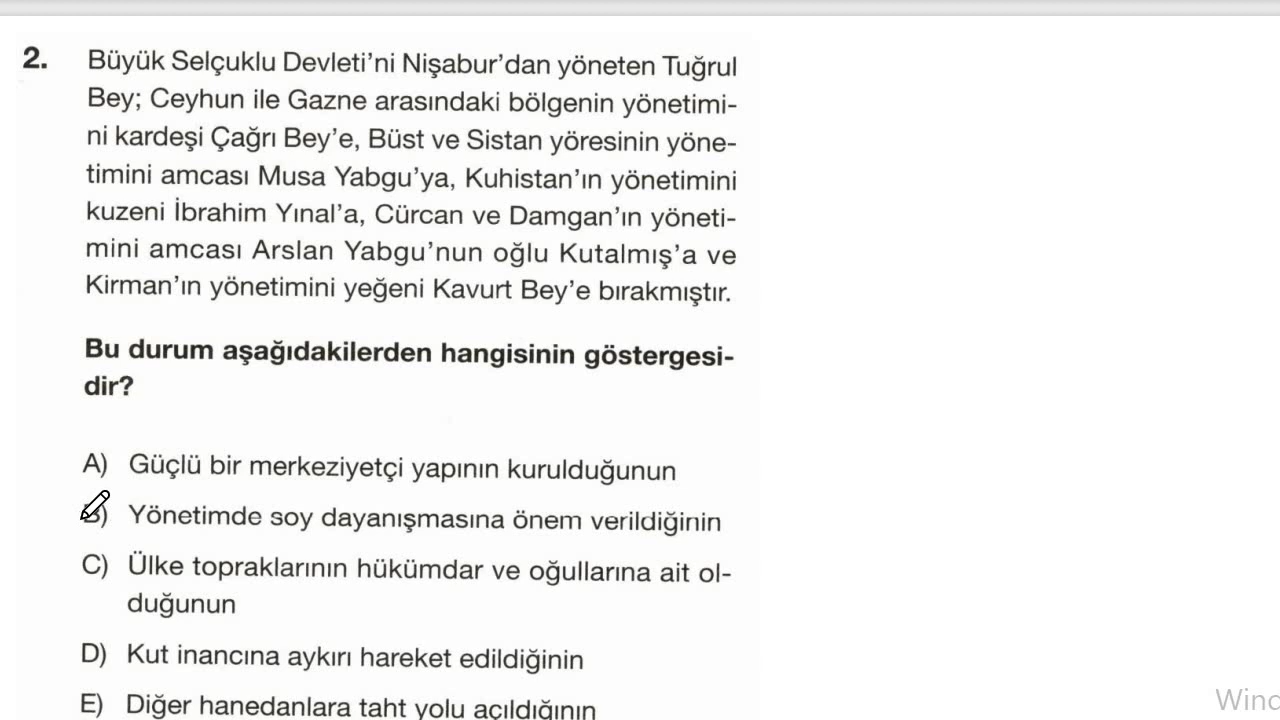 2. Büyük Selçuklu Devleti’ni Nişabur’dan yöneten Tuğrul
Bey; Ceyhun ile Gazne arasındaki bölgenin yönetimi-
ni kardeşi Çağrı Bey’e, Büst ve Sistan yöresinin yöne-
timini amcası Musa Yabgu’ya, Kuhistan’ın yönetimini
kuzeni İbrahim Yınal’a, Cürcan ve Damgan’ın yöneti-
mini amcası Arslan Yabgu’nun oğlu Kutalmış’a ve
Kirman’ın yönetimini yeğeni Kavurt Bey’e bırakmıştır.
Bu durum aşağıdakilerden hangisinin göstergesi-
dir?
A) Güçlü bir merkeziyetçi yapının kurulduğunun
B) Yönetimde soy dayanışmasına önem verildiğinin
C) Ülke topraklarının hükümdar ve oğullarına ait ol-
duğunun
D) Kut inancına aykırı hareket edildiğinin
E) Diğer hanedanlara taht yolu açıldığının